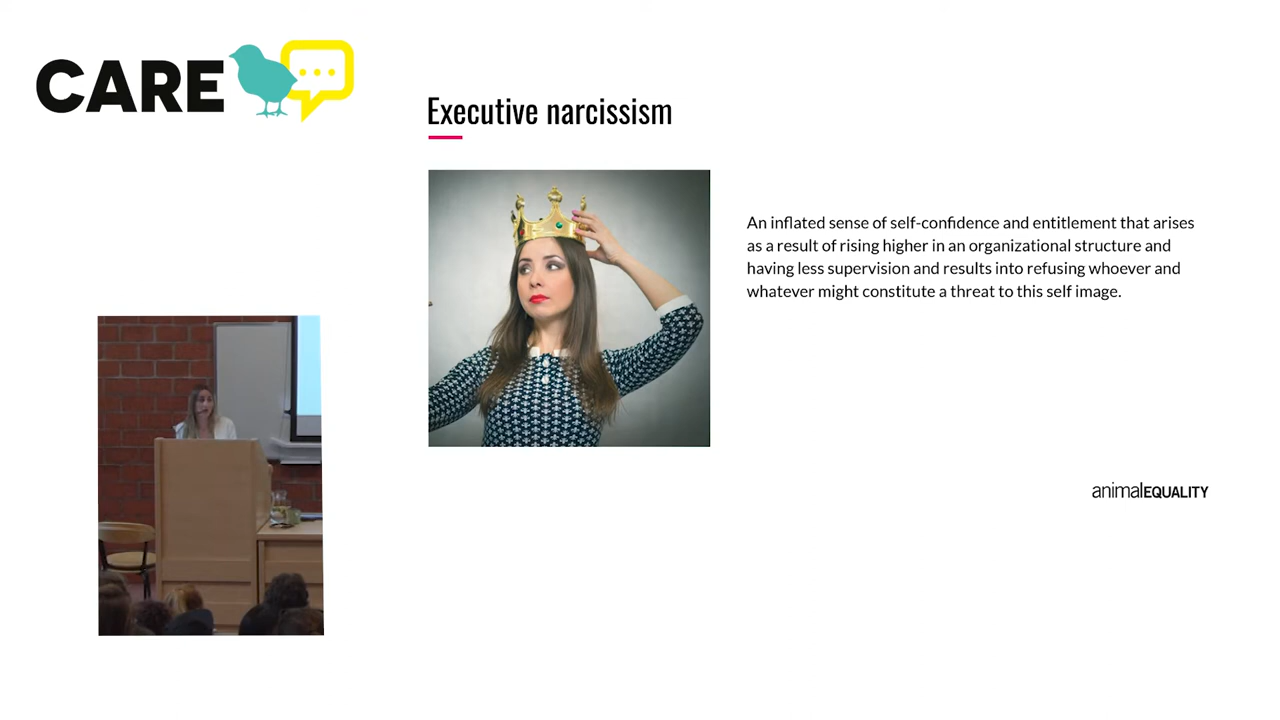 CARE
Executive narcissism
An inflated sense of self-confidence and entitlement that arises
as a result of rising higher in an organizational structure and
having less supervision and results into refusing whoever and
whatever might constitute a threat to this self image.
animalEQUALITY